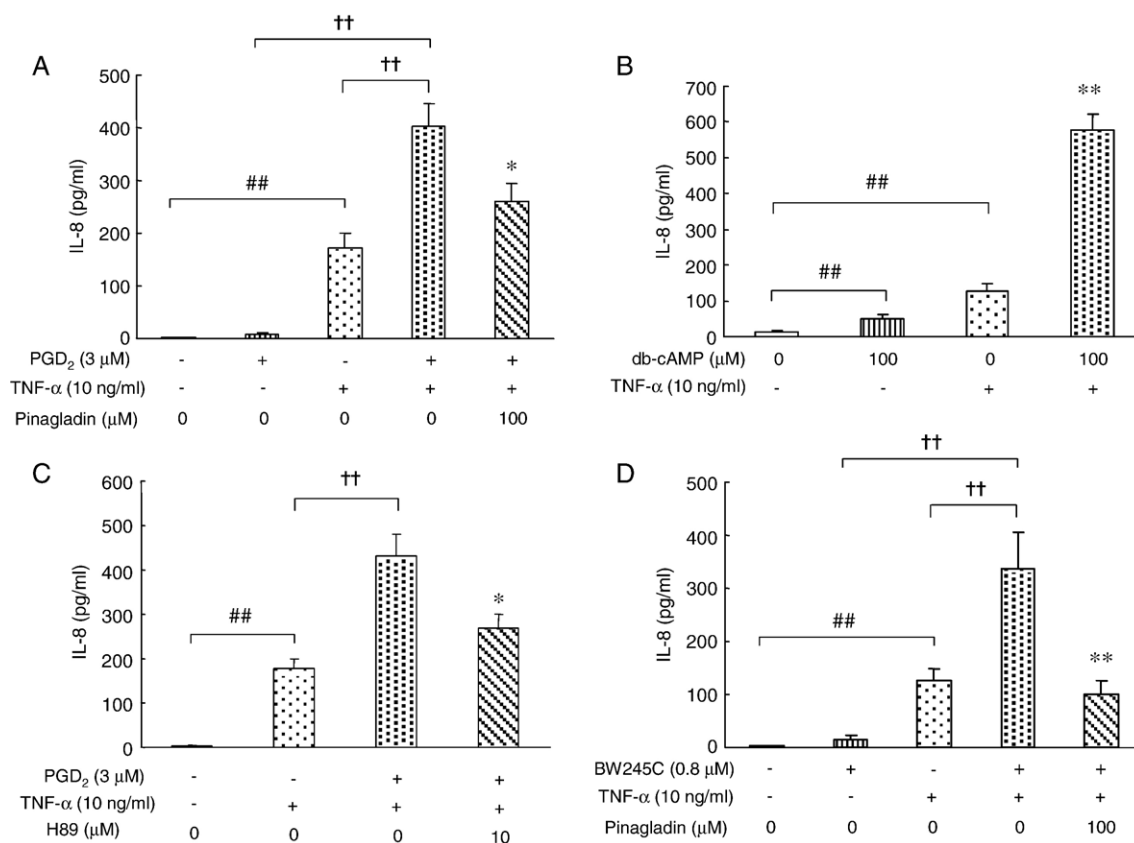 A
††
††
##
*
IL-8 (pg/ml)
500
400
300
200
100
0
PGD₂ (3 μM) - + - + +
TNF-α (10 ng/ml) - - + + +
Pinagladin (μM) 0 0 0 0 100
B
**
##
##
IL-8 (pg/ml)
700
600
500
400
300
200
100
0
db-cAMP (μM) 0 100 0 100
TNF-α (10 ng/ml) - - + +
C
††
##
*
IL-8 (pg/ml)
600
500
400
300
200
100
0
PGD₂ (3 μM) - - + +
TNF-α (10 ng/ml) - + + +
H89 (μM) 0 0 0 10
D
††
††
##
**
IL-8 (pg/ml)
500
400
300
200
100
0
BW245C (0.8 μM) - + - + +
TNF-α (10 ng/ml) - - + + +
Pinagladin (μM) 0 0 0 0 100